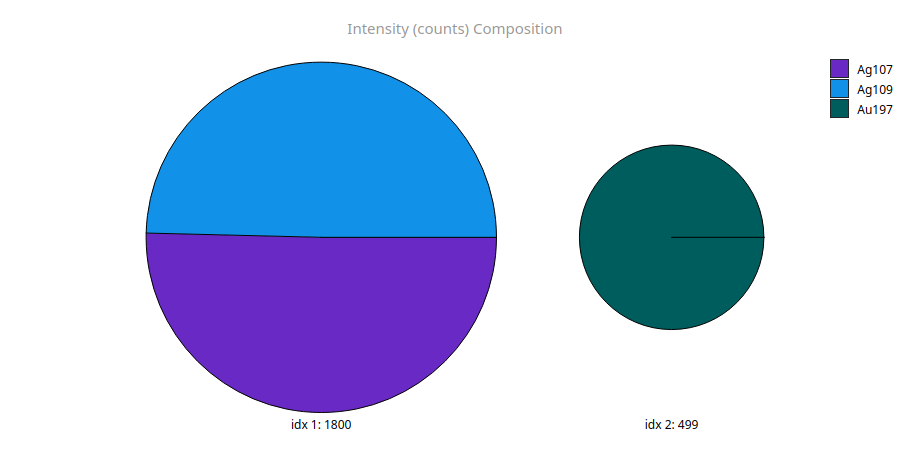 Intensity (counts) Composition
Ag107
Ag109
Au197
idx 1: 1800
idx 2: 499